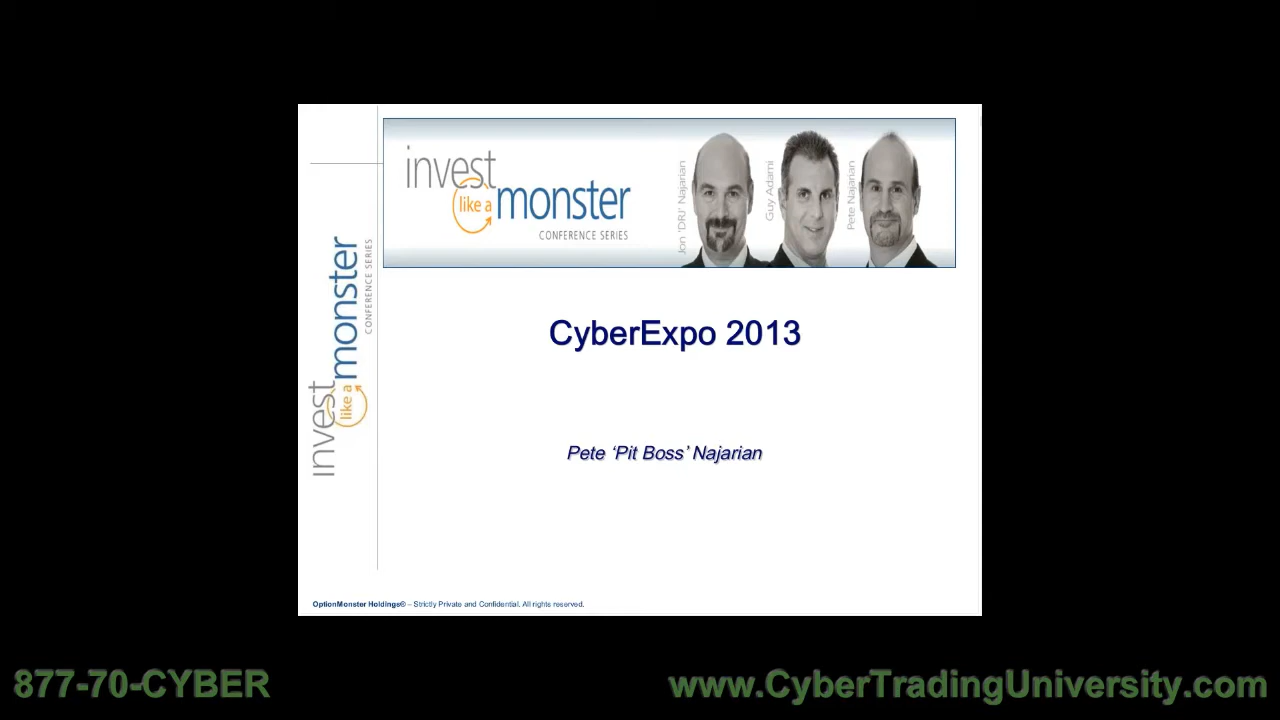 invest
like a monster
CONFERENCE SERIES
Jon 'DRJ' Najarian
Guy Adami
Pete Najarian
invest
like a monster
CONFERENCE SERIES
CyberExpo 2013
Pete ‘Pit Boss’ Najarian
OptionMonster Holdings® – Strictly Private and Confidential. All rights reserved.
877-70-CYBER
www.CyberTradingUniversity.com